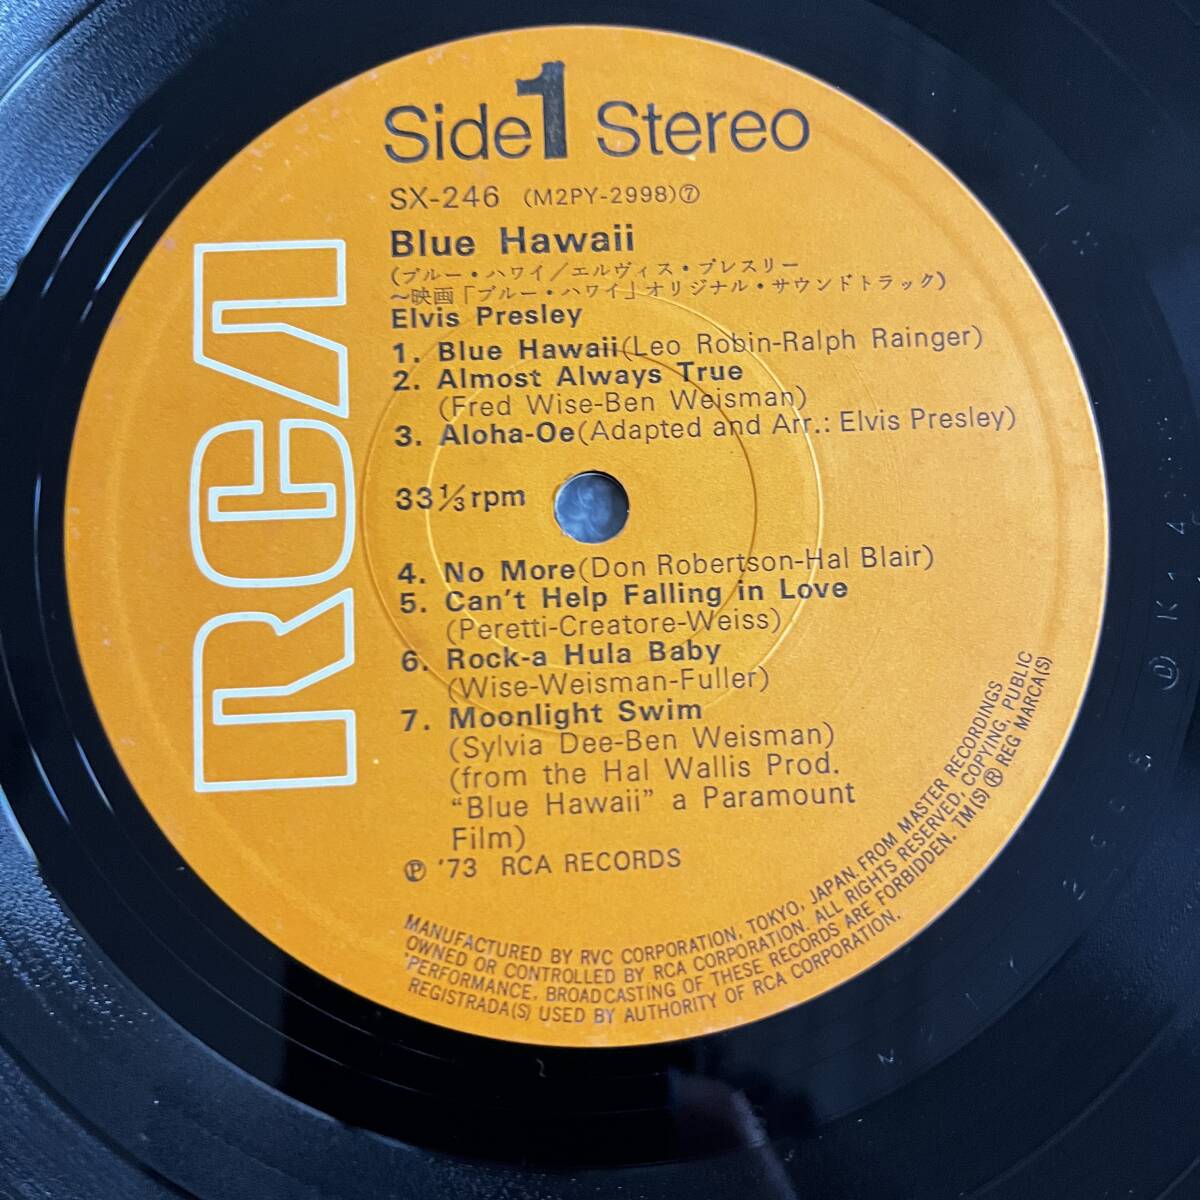 Side 1 Stereo
SX-246 (M2PY-2998)⑦
Blue Hawaii
(ブルー・ハワイ/エルヴィス・プレスリー
〜映画「ブルー・ハワイ」オリジナル・サウンドトラック)
Elvis Presley
1. Blue Hawaii(Leo Robin-Ralph Rainger)
2. Almost Always True
(Fred Wise-Ben Weisman)
3. Aloha-Oe(Adapted and Arr.: Elvis Presley)
33 1/3 rpm
4. No More(Don Robertson-Hal Blair)
5. Can't Help Falling in Love
(Peretti-Creatore-Weiss)
6. Rock-a Hula Baby
(Wise-Weisman-Fuller)
7. Moonlight Swim
(Sylvia Dee-Ben Weisman)
(from the Hal Wallis Prod.
"Blue Hawaii" a Paramount
Film)
℗ '73 RCA RECORDS
MANUFACTURED BY RVC CORPORATION, TOKYO, JAPAN. FROM MASTER RECORDINGS
OWNED OR CONTROLLED BY RCA CORPORATION. ALL RIGHTS RESERVED, COPYING, PUBLIC
PERFORMANCE, BROADCASTING OF THESE RECORDS ARE FORBIDDEN. TM(S) ® REG MARCA(S)
REGISTRADA(S) USED BY AUTHORITY OF RCA CORPORATION.
RCA